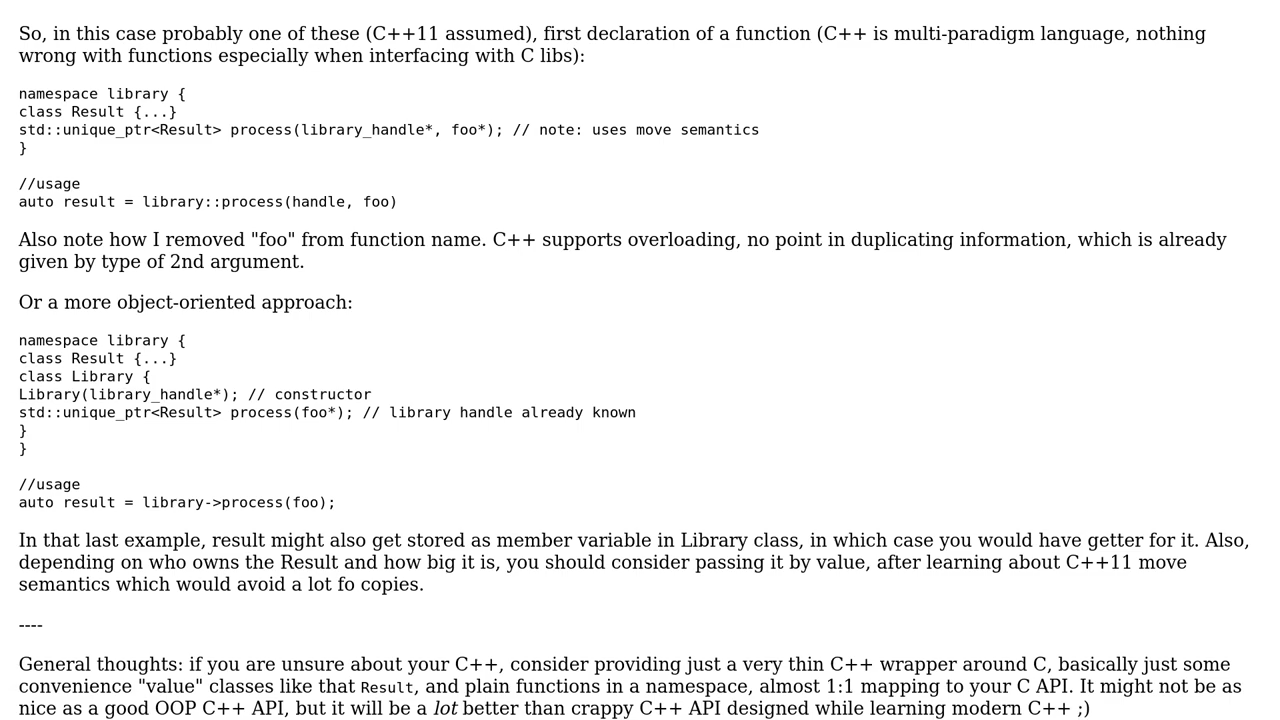 So, in this case probably one of these (C++11 assumed), first declaration of a function (C++ is multi-paradigm language, nothing
wrong with functions especially when interfacing with C libs):
namespace library {
class Result {...}
std::unique_ptr<Result> process(library_handle*, foo*); // note: uses move semantics
}
//usage
auto result = library::process(handle, foo)
Also note how I removed "foo" from function name. C++ supports overloading, no point in duplicating information, which is already
given by type of 2nd argument.
Or a more object-oriented approach:
namespace library {
class Result {...}
class Library {
Library(library_handle*); // constructor
std::unique_ptr<Result> process(foo*); // library handle already known
}
}
//usage
auto result = library->process(foo);
In that last example, result might also get stored as member variable in Library class, in which case you would have getter for it. Also,
depending on who owns the Result and how big it is, you should consider passing it by value, after learning about C++11 move
semantics which would avoid a lot fo copies.
----
General thoughts: if you are unsure about your C++, consider providing just a very thin C++ wrapper around C, basically just some
convenience "value" classes like that Result, and plain functions in a namespace, almost 1:1 mapping to your C API. It might not be as
nice as a good OOP C++ API, but it will be a lot better than crappy C++ API designed while learning modern C++ ;)